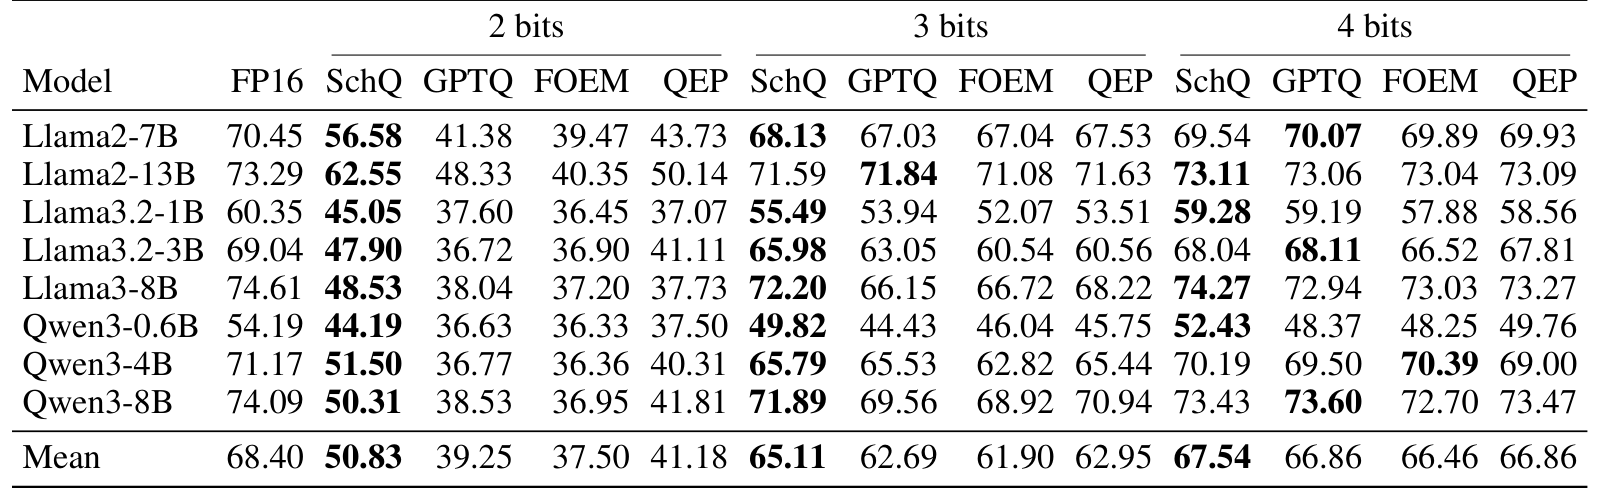 2 bits 3 bits 4 bits
Model FP16 SchQ GPTQ FOEM QEP SchQ GPTQ FOEM QEP SchQ GPTQ FOEM QEP
Llama2-7B 70.45 56.58 41.38 39.47 43.73 68.13 67.03 67.04 67.53 69.54 70.07 69.89 69.93
Llama2-13B 73.29 62.55 48.33 40.35 50.14 71.59 71.84 71.08 71.63 73.11 73.06 73.04 73.09
Llama3.2-1B 60.35 45.05 37.60 36.45 37.07 55.49 53.94 52.07 53.51 59.28 59.19 57.88 58.56
Llama3.2-3B 69.04 47.90 36.72 36.90 41.11 65.98 63.05 60.54 60.56 68.04 68.11 66.52 67.81
Llama3-8B 74.61 48.53 38.04 37.20 37.73 72.20 66.15 66.72 68.22 74.27 72.94 73.03 73.27
Qwen3-0.6B 54.19 44.19 36.63 36.33 37.50 49.82 44.43 46.04 45.75 52.43 48.37 48.25 49.76
Qwen3-4B 71.17 51.50 36.77 36.36 40.31 65.79 65.53 62.82 65.44 70.19 69.50 70.39 69.00
Qwen3-8B 74.09 50.31 38.53 36.95 41.81 71.89 69.56 68.92 70.94 73.43 73.60 72.70 73.47
Mean 68.40 50.83 39.25 37.50 41.18 65.11 62.69 61.90 62.95 67.54 66.86 66.46 66.86